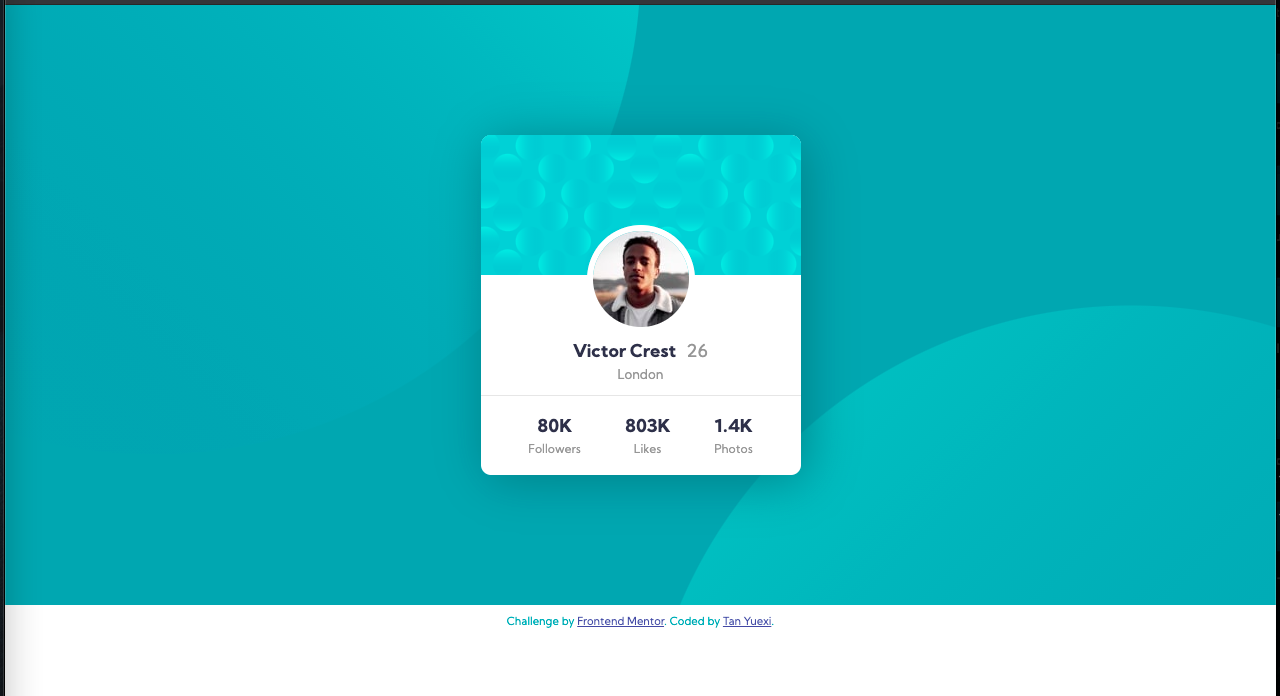 Victor Crest 26
London
80K 803K 1.4K
Followers Likes Photos
Challenge by Frontend Mentor. Coded by Tan Yuexi.